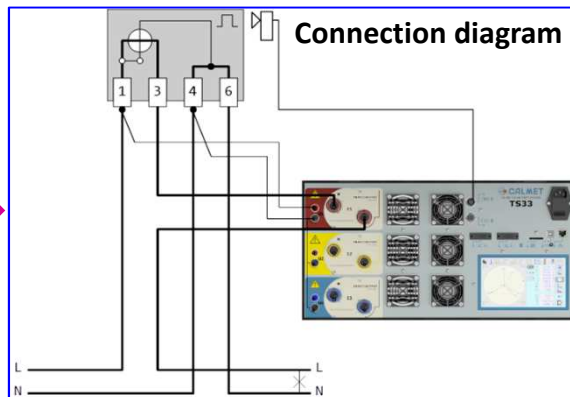 Connection diagram
1 3 4 6
CALMET
TS33
L L
N N